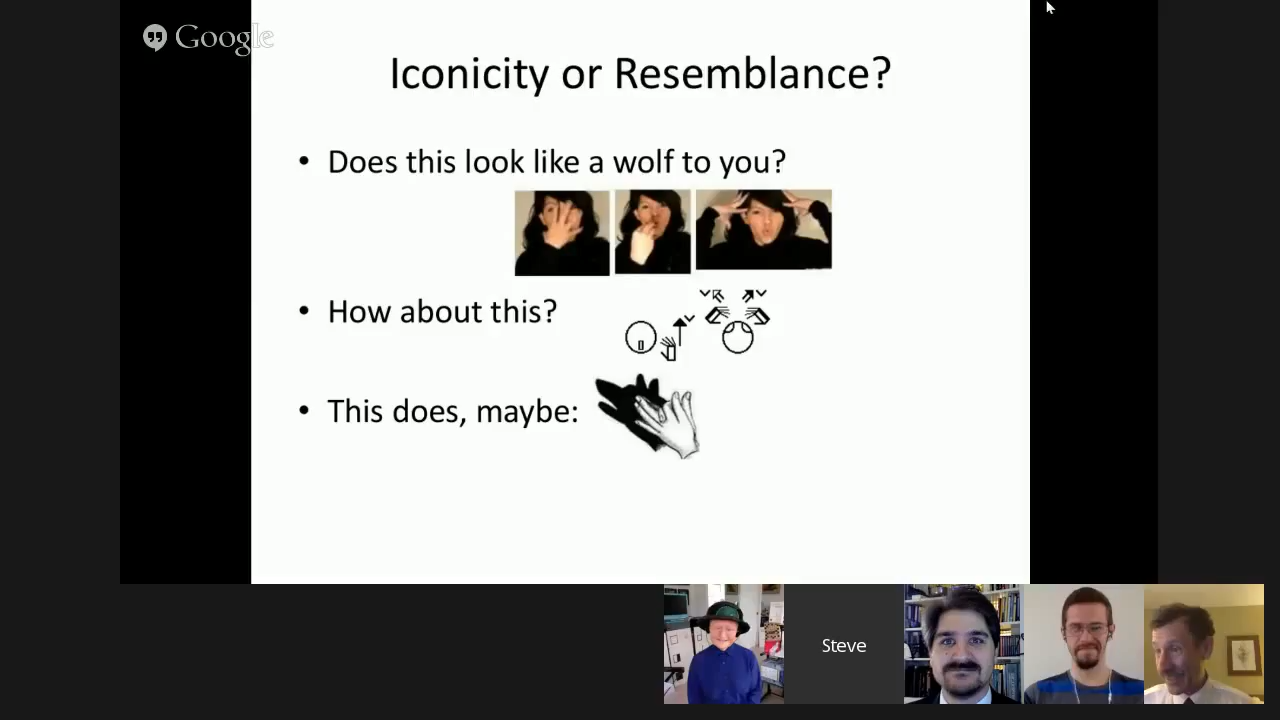 Google
Iconicity or Resemblance?
• Does this look like a wolf to you?
• How about this?
• This does, maybe:
Steve